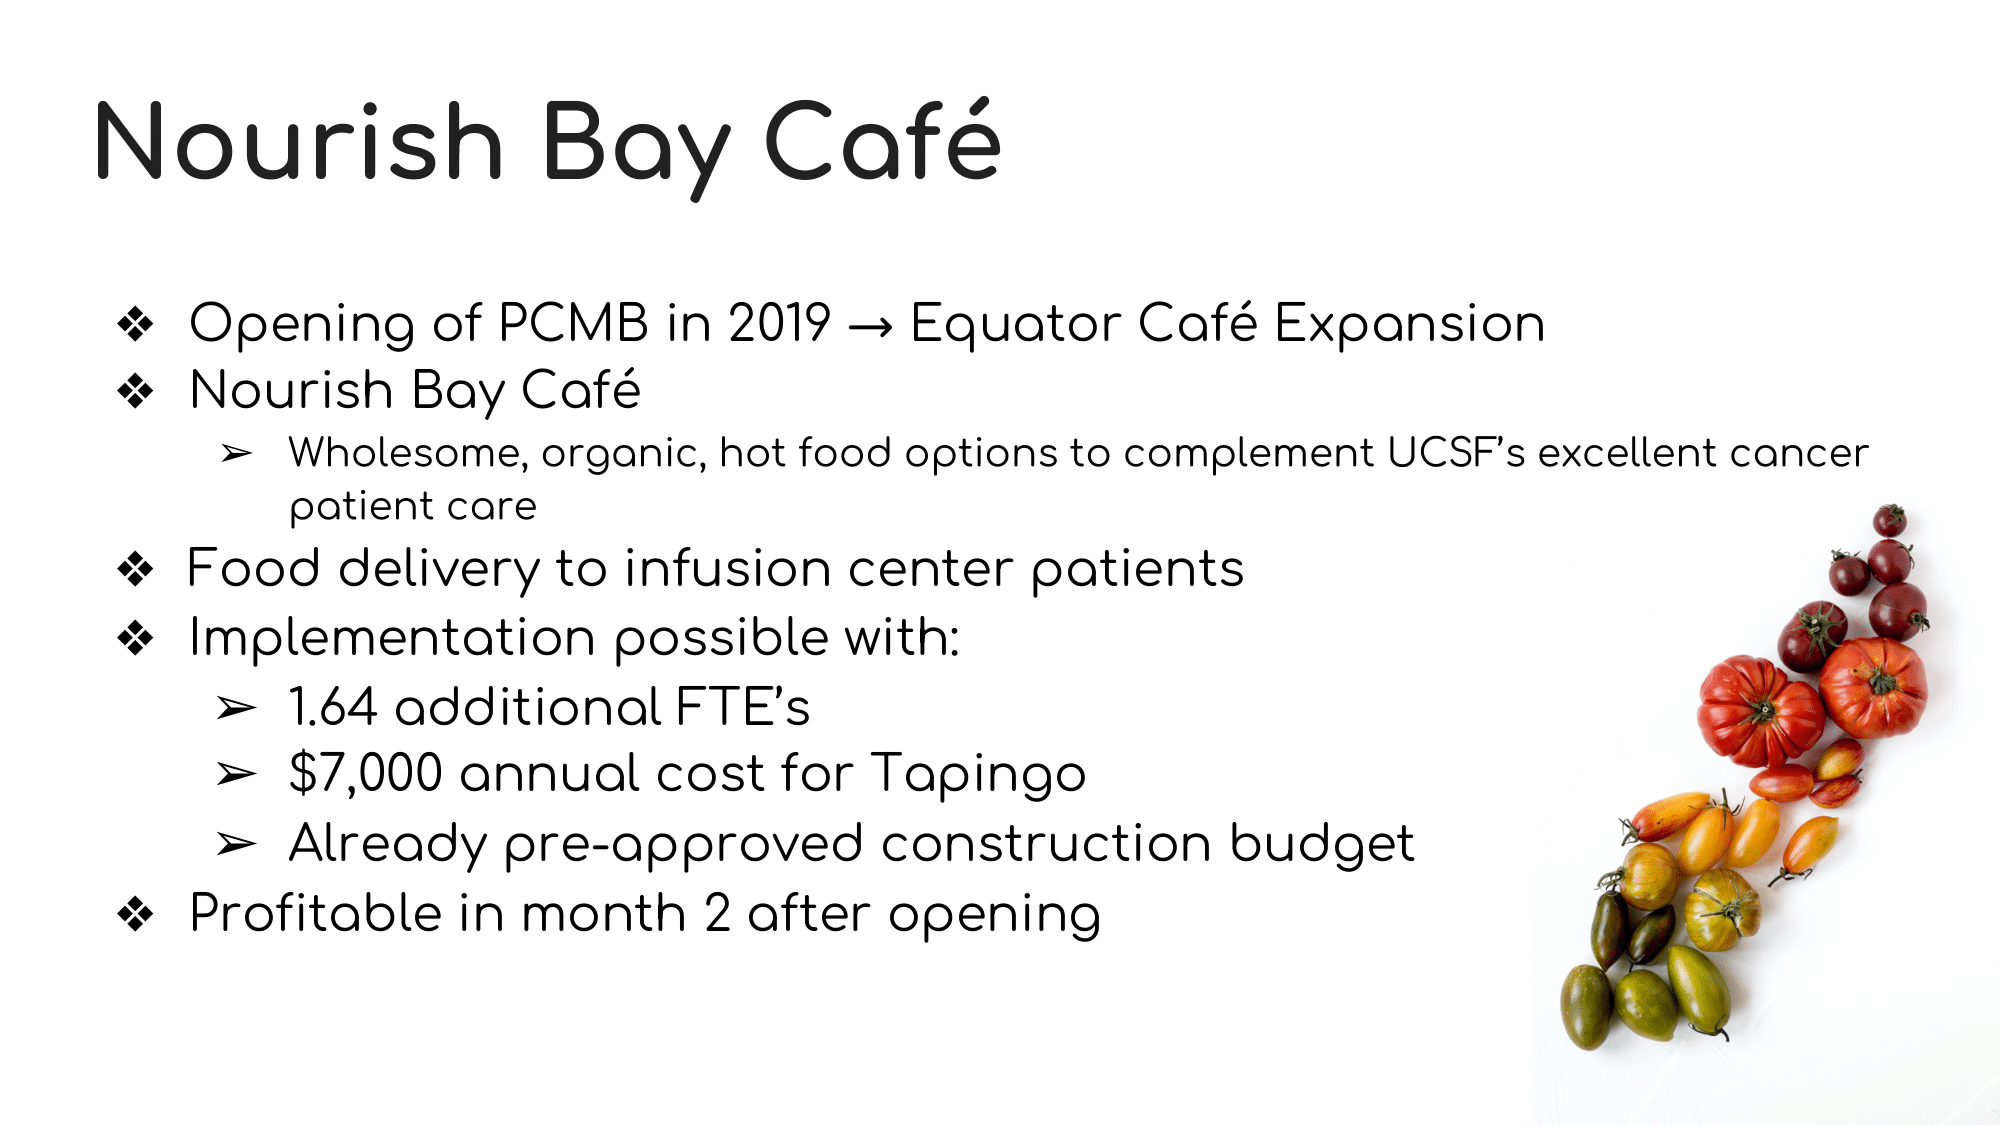 Nourish Bay Café
❖ Opening of PCMB in 2019 → Equator Café Expansion
❖ Nourish Bay Café
➢ Wholesome, organic, hot food options to complement UCSF’s excellent cancer
patient care
❖ Food delivery to infusion center patients
❖ Implementation possible with:
➢ 1.64 additional FTE’s
➢ $7,000 annual cost for Tapingo
➢ Already pre-approved construction budget
❖ Profitable in month 2 after opening